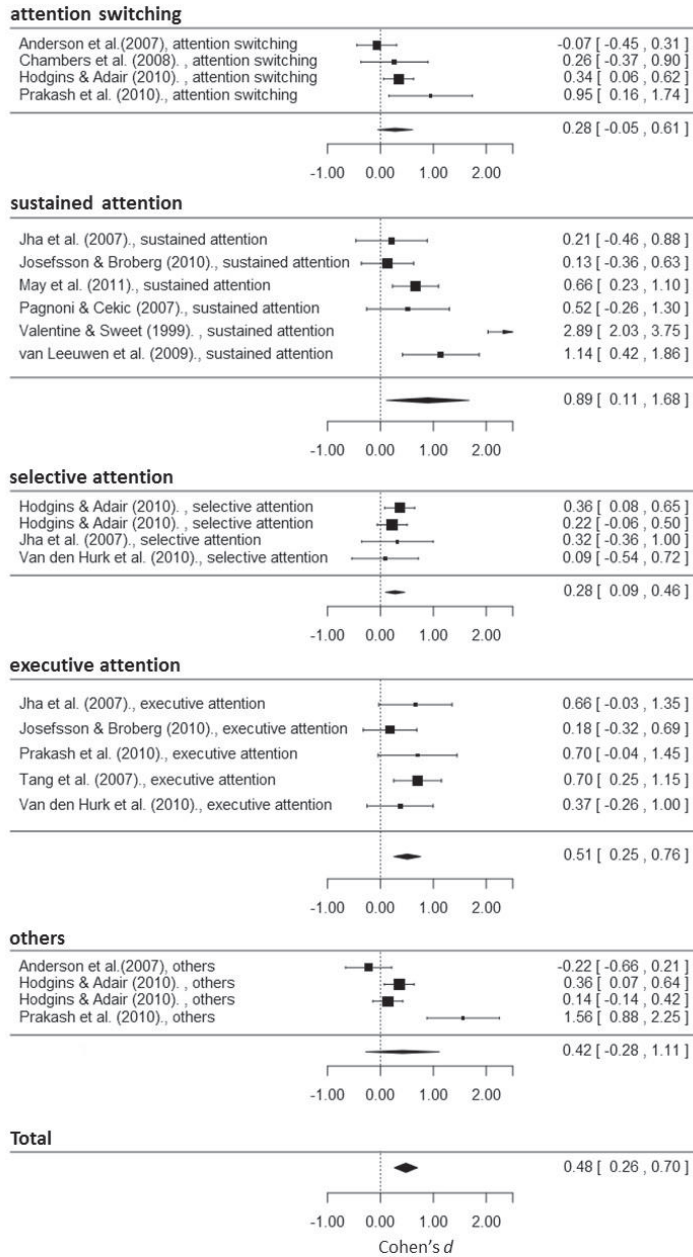 attention switching
Anderson et al.(2007), attention switching -0.07 [ -0.45 , 0.31 ]
Chambers et al. (2008). , attention switching 0.26 [ -0.37 , 0.90 ]
Hodgins & Adair (2010). , attention switching 0.34 [ 0.06 , 0.62 ]
Prakash et al. (2010)., attention switching 0.95 [ 0.16 , 1.74 ]
0.28 [ -0.05 , 0.61 ]
-1.00 0.00 1.00 2.00
sustained attention
Jha et al. (2007)., sustained attention 0.21 [ -0.46 , 0.88 ]
Josefsson & Broberg (2010)., sustained attention 0.13 [ -0.36 , 0.63 ]
May et al. (2011)., sustained attention 0.66 [ 0.23 , 1.10 ]
Pagnoni & Cekic (2007)., sustained attention 0.52 [ -0.26 , 1.30 ]
Valentine & Sweet (1999)., sustained attention 2.89 [ 2.03 , 3.75 ]
van Leeuwen et al. (2009)., sustained attention 1.14 [ 0.42 , 1.86 ]
0.89 [ 0.11 , 1.68 ]
-1.00 0.00 1.00 2.00
selective attention
Hodgins & Adair (2010). , selective attention 0.36 [ 0.08 , 0.65 ]
Hodgins & Adair (2010). , selective attention 0.22 [ -0.06 , 0.50 ]
Jha et al. (2007)., selective attention 0.32 [ -0.36 , 1.00 ]
Van den Hurk et al. (2010)., selective attention 0.09 [ -0.54 , 0.72 ]
0.28 [ 0.09 , 0.46 ]
-1.00 0.00 1.00 2.00
executive attention
Jha et al. (2007)., executive attention 0.66 [ -0.03 , 1.35 ]
Josefsson & Broberg (2010)., executive attention 0.18 [ -0.32 , 0.69 ]
Prakash et al. (2010)., executive attention 0.70 [ -0.04 , 1.45 ]
Tang et al. (2007)., executive attention 0.70 [ 0.25 , 1.15 ]
Van den Hurk et al. (2010)., executive attention 0.37 [ -0.26 , 1.00 ]
0.51 [ 0.25 , 0.76 ]
-1.00 0.00 1.00 2.00
others
Anderson et al.(2007), others -0.22 [ -0.66 , 0.21 ]
Hodgins & Adair (2010). , others 0.36 [ 0.07 , 0.64 ]
Hodgins & Adair (2010). , others 0.14 [ -0.14 , 0.42 ]
Prakash et al. (2010)., others 1.56 [ 0.88 , 2.25 ]
0.42 [ -0.28 , 1.11 ]
-1.00 0.00 1.00 2.00
Total
0.48 [ 0.26 , 0.70 ]
-1.00 0.00 1.00 2.00
Cohen's d